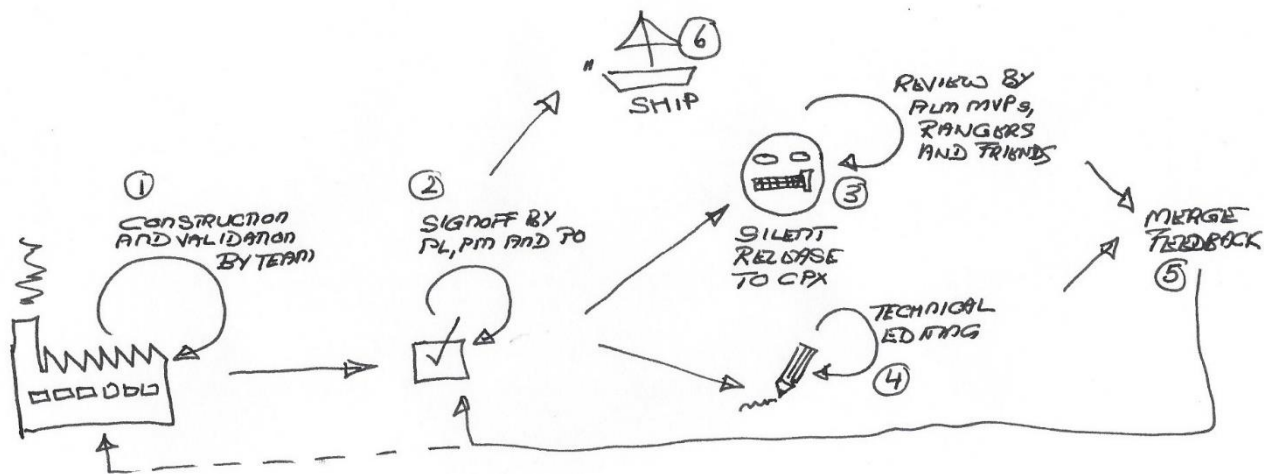 ①
CONSTRUCTION
AND VALIDATION
BY TEAM
②
SIGNOFF BY
PL, PM AND PO
⑥
"
SHIP
③
SILENT
RELEASE
TO CPX
REVIEW BY
ALM MVPs,
RANGERS
AND FRIENDS
④
TECHNICAL
EDITING
MERGE
FEEDBACK
⑤